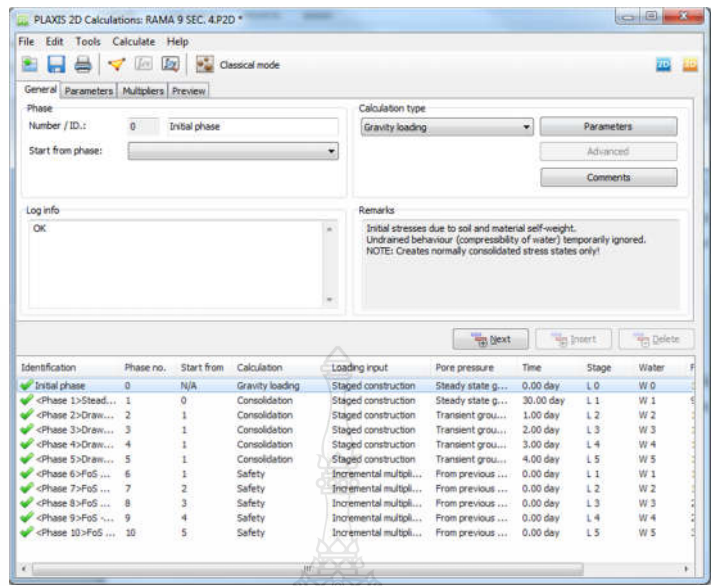 PLAXIS 2D Calculations: RAMA 9 SEC. 4.P2D *
File Edit Tools Calculate Help
Classical mode
General Parameters Multipliers Preview
Phase
Number / ID.: 0 Initial phase
Start from phase:
Calculation type
Gravity loading
Parameters
Advanced
Comments
Log info
OK
Remarks
Initial stresses due to soil and material self-weight.
Undrained behaviour (compressibility of water) temporarily ignored.
NOTE: Creates normally consolidated stress states only!
Next Insert Delete
Identification Phase no. Start from Calculation Loading input Pore pressure Time Stage Water F
Initial phase 0 N/A Gravity loading Staged construction Steady state g... 0.00 day L 0 W 0
<Phase 1>Stead... 1 0 Consolidation Staged construction Steady state g... 30.00 day L 1 W 1
<Phase 2>Draw... 2 1 Consolidation Staged construction Transient grou... 1.00 day L 2 W 2
<Phase 3>Draw... 3 1 Consolidation Staged construction Transient grou... 2.00 day L 3 W 3
<Phase 4>Draw... 4 1 Consolidation Staged construction Transient grou... 3.00 day L 4 W 4
<Phase 5>Draw... 5 1 Consolidation Staged construction Transient grou... 4.00 day L 5 W 5
<Phase 6>FoS ... 6 1 Safety Incremental multipli... From previous ... 0.00 day L 1 W 1
<Phase 7>FoS ... 7 2 Safety Incremental multipli... From previous ... 0.00 day L 2 W 2
<Phase 8>FoS ... 8 3 Safety Incremental multipli... From previous ... 0.00 day L 3 W 3
<Phase 9>FoS -... 9 4 Safety Incremental multipli... From previous ... 0.00 day L 4 W 4
<Phase 10>FoS ... 10 5 Safety Incremental multipli... From previous ... 0.00 day L 5 W 5